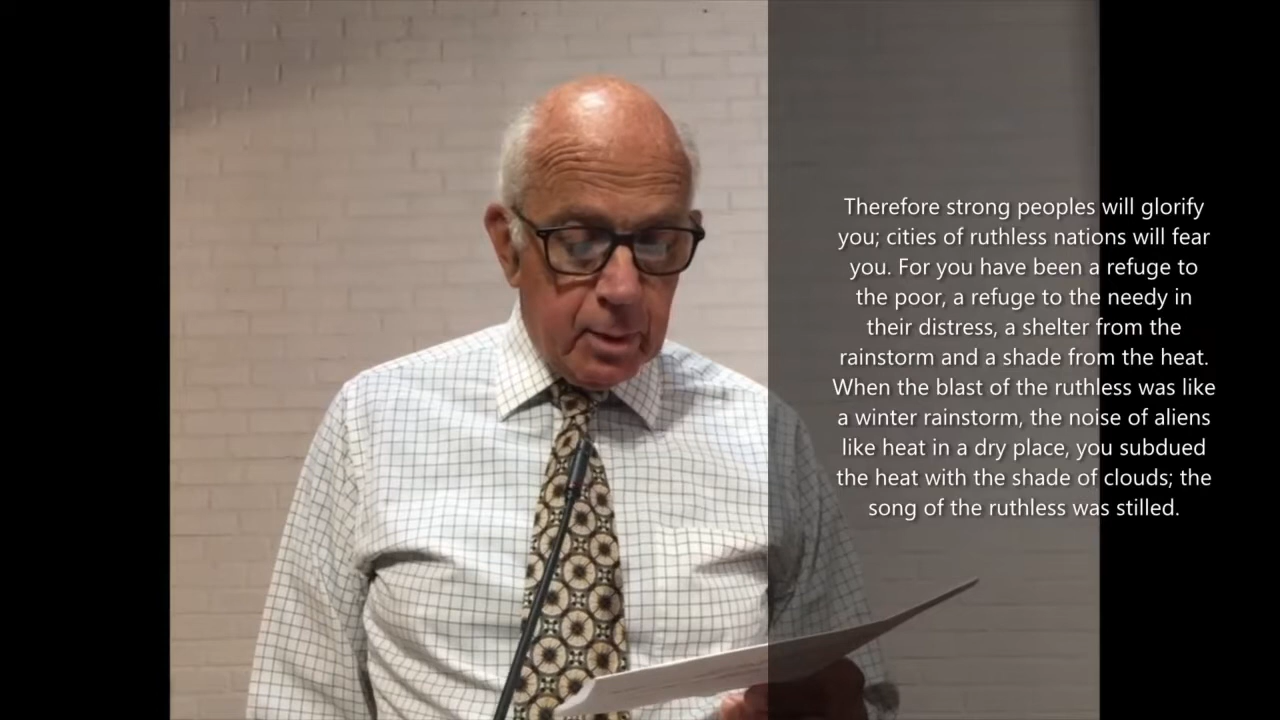 Therefore strong peoples will glorify
you; cities of ruthless nations will fear
you. For you have been a refuge to
the poor, a refuge to the needy in
their distress, a shelter from the
rainstorm and a shade from the heat.
When the blast of the ruthless was like
a winter rainstorm, the noise of aliens
like heat in a dry place, you subdued
the heat with the shade of clouds; the
song of the ruthless was stilled.